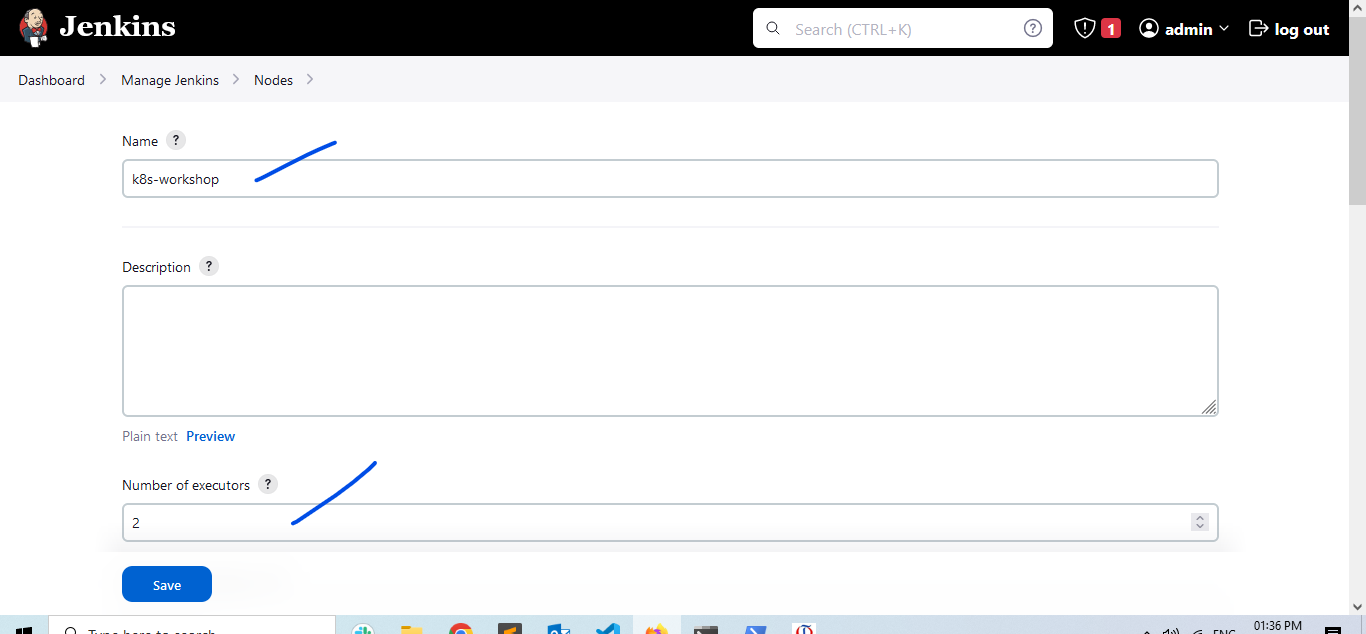 Jenkins
Search (CTRL+K)
?
1
admin
log out
Dashboard > Manage Jenkins > Nodes >
Name ?
k8s-workshop
Description ?
Plain text Preview
Number of executors ?
2
Save
Type here to search
ENG
01:36 PM